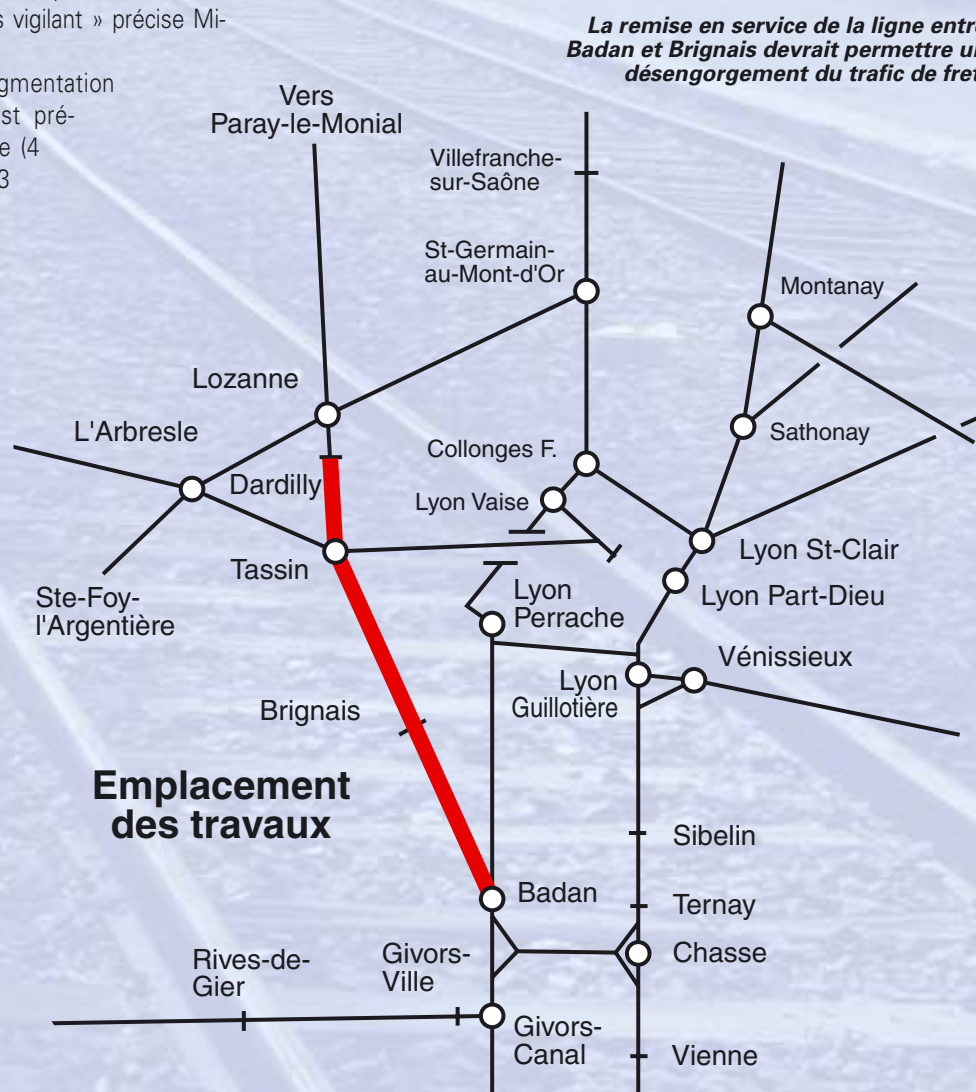 s vigilant » précise Mi-
gmentation
st pré-
e (4
3
La remise en service de la ligne entre
Badan et Brignais devrait permettre un
désengorgement du trafic de fret
Vers
Paray-le-Monial
Villefranche-
sur-Saône
St-Germain-
au-Mont-d'Or
Montanay
Lozanne
L'Arbresle
Sathonay
Collonges F.
Dardilly
Lyon Vaise
Lyon St-Clair
Tassin
Lyon Part-Dieu
Ste-Foy-
l'Argentière
Lyon
Perrache
Vénissieux
Lyon
Guillotière
Brignais
Emplacement
des travaux
Sibelin
Badan
Ternay
Chasse
Rives-de-
Gier
Givors-
Ville
Givors-
Canal
Vienne